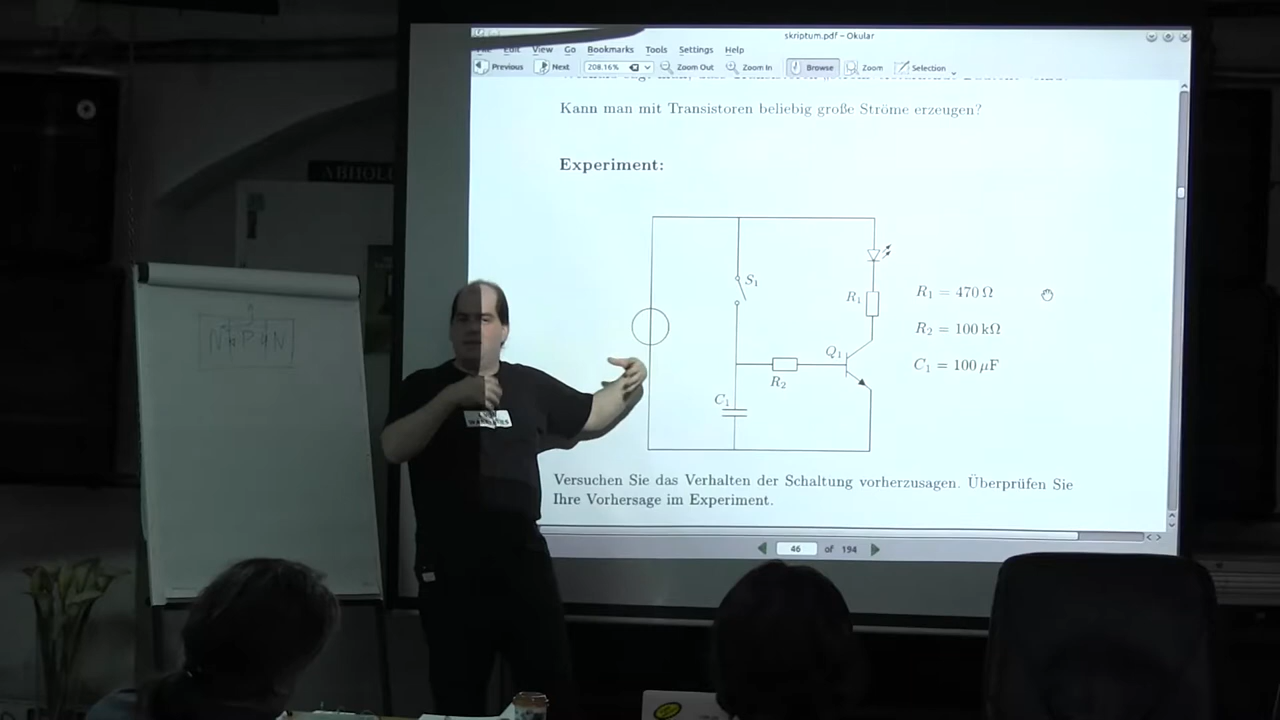 skriptum.pdf – Okular
Edit View Go Bookmarks Tools Settings Help
Previous Next 208.16% Zoom Out Zoom In Browse Zoom Selection
Kann man mit Transistoren beliebig große Ströme erzeugen?
Experiment:
S₁
R₁
R₁ = 470 Ω
R₂ = 100 kΩ
Q₁
R₂
C₁ = 100 µF
C₁
Versuchen Sie das Verhalten der Schaltung vorherzusagen. Überprüfen Sie
Ihre Vorhersage im Experiment.
46 of 194
ABHOL
N P N